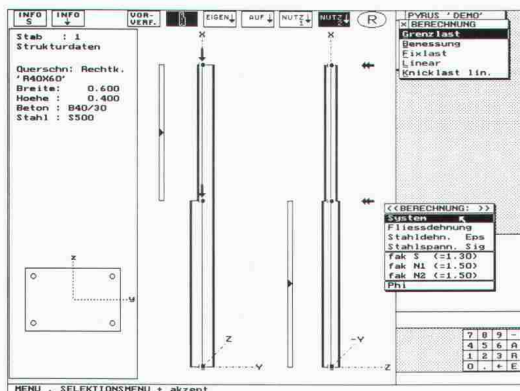 INFO S
INFO
VOR-VERF.
N
EIGEN
AUF
NUTZ 1
NUTZ
R
PYRUS 'DEMO'
x BERECHNUNG
Grenzlast
Bemessung
Fixlast
Linear
Knicklast lin.
Stab : 1
Strukturdaten
Querschn: Rechtk.
'R40X60'
Breite: 0.600
Hoehe : 0.400
Beton : B40/30
Stahl : S500
x
x
<<BERECHNUNG: >>
System
Fliessdehnung
Stahldehn. Eps
Stahlspann. Sig
fak S (=1.30)
fak N1 (=1.50)
fak N2 (=1.50)
Phi
z
y
Z
Y
-Y
Z
7 8 9 -
4 5 6 A
1 2 3 R
0 . + E
MENU , SELEKTIONSMENU + akzept